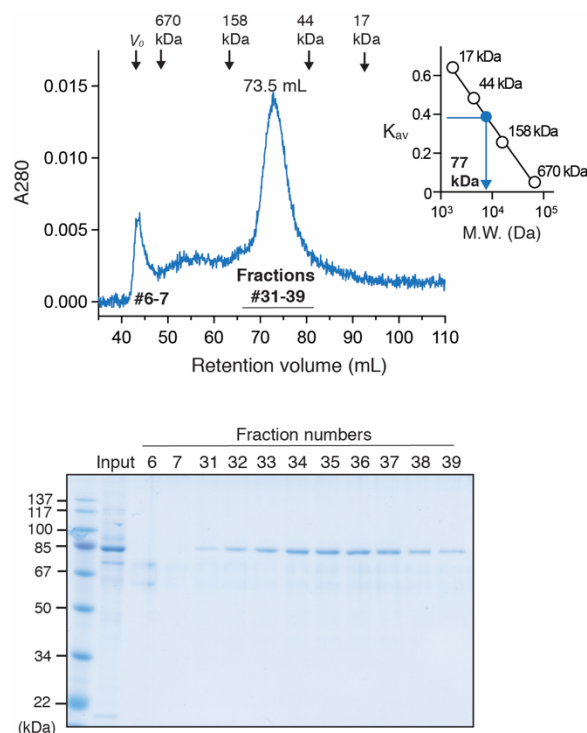 V₀ 670 kDa 158 kDa 44 kDa 17 kDa
73.5 mL
0.015
0.010
0.005
0.000
A280
#6-7
Fractions
#31-39
40 50 60 70 80 90 100 110
Retention volume (mL)
17 kDa
44 kDa
158 kDa
670 kDa
0.6
0.4
0.2
0
Kav
77
kDa
10³ 10⁴ 10⁵
M.W. (Da)
Fraction numbers
Input 6 7 31 32 33 34 35 36 37 38 39
137
117
100
85
67
50
34
22
(kDa)